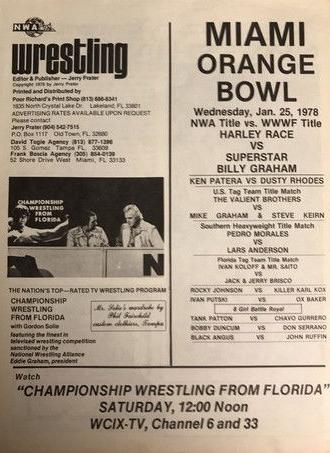 NWA
wrestling
Editor & Publisher — Jerry Prater
Copyright 1978 by Jerry Prater
Printed and Distributed by
Poor Richard's Print Shop (813) 686-8341
1835 North Crystal Lake Dr. Lakeland, FL 33801
ADVERTISING RATES AVAILABLE UPON REQUEST
Please contact
Jerry Prater (904) 542-7515
P.O. Box 1117 Old Town, FL 32680
David Togie Agency (813) 877-1396
105 S. Gomez Tampa, FL 33609
Frank Boscia Agency (305) 854-0139
52 Shore Drive West Miami, FL 33133
CHAMPIONSHIP
WRESTLING
FROM FLORIDA
N
THE NATION'S TOP—RATED TV WRESTLING PROGRAM
CHAMPIONSHIP
WRESTLING
FROM FLORIDA
with Gordon Solie
featuring the finest in
televised wrestling competition
sanctioned by the
National Wrestling Alliance
Eddie Graham, president
Mr. Solie's wardrobe by
Phil Fairchild
custom clothiers, Tampa
MIAMI
ORANGE
BOWL
Wednesday, Jan. 25, 1978
NWA Title vs. WWWF Title
HARLEY RACE
VS
SUPERSTAR
BILLY GRAHAM
KEN PATERA VS DUSTY RHODES
U.S. Tag Team Title Match
THE VALIENT BROTHERS
VS
MIKE GRAHAM & STEVE KEIRN
Southern Heavyweight Title Match
PEDRO MORALES
VS
LARS ANDERSON
Florida Tag Team Title Match
IVAN KOLOFF & MR. SAITO
VS
JACK & JERRY BRISCO
ROCKY JOHNSON VS KILLER KARL KOX
IVAN PUTSKI VS OX BAKER
8 Girl Battle Royal
TANK PATTON VS CHAVO GUERRERO
BOBBY DUNCUM VS DON SERRANO
BLACK ANGUS VS JOHN RUFFIN
Watch
"CHAMPIONSHIP WRESTLING FROM FLORIDA"
SATURDAY, 12:00 Noon
WCIX-TV, Channel 6 and 33